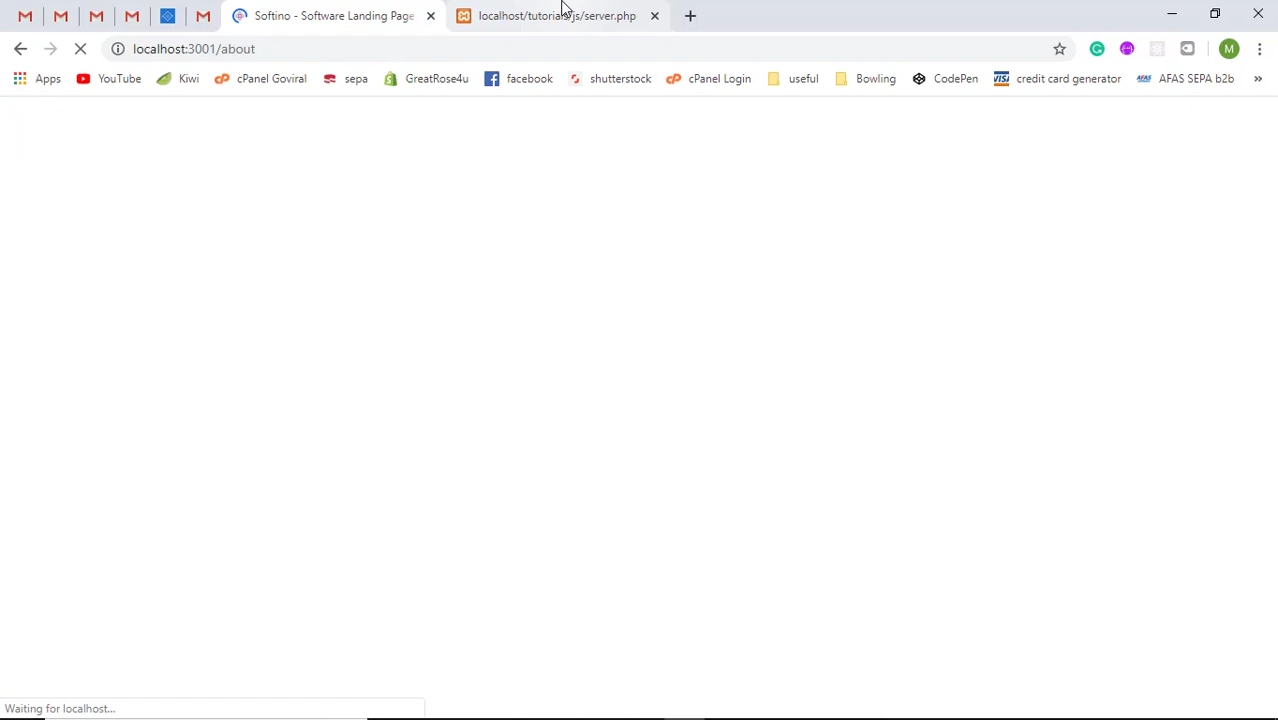 Softino - Software Landing Page
localhost/tutorials/js/server.php
localhost:3001/about
M
Apps
YouTube
Kiwi
cPanel Goviral
sepa
GreatRose4u
facebook
shutterstock
cPanel Login
useful
Bowling
CodePen
VISA
credit card generator
AFAS SEPA b2b
»
Waiting for localhost...